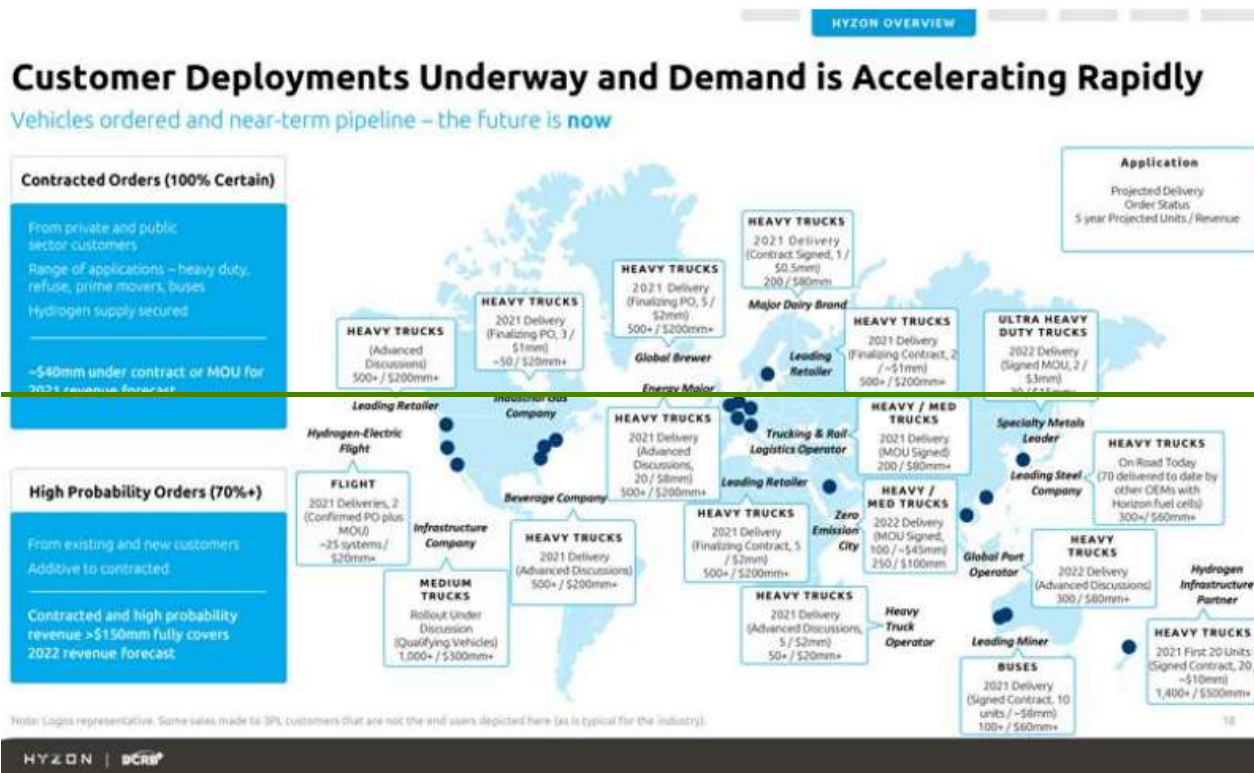 HYZON OVERVIEW
Customer Deployments Underway and Demand is Accelerating Rapidly
Vehicles ordered and near-term pipeline – the future is now
Contracted Orders (100% Certain)
From private and public
sector customers
Range of applications – heavy duty,
refuse, prime movers, buses
Hydrogen supply secured
~$40mm under contract or MOU for
2021 revenue forecast
High Probability Orders (70%+)
From existing and new customers
Additive to contracted
Contracted and high probability
revenue >$150mm fully covers
2022 revenue forecast
Application
Projected Delivery
Order Status
5 year Projected Units / Revenue
HEAVY TRUCKS
(Advanced
Discussions)
500+ / $200mm+
Leading Retailer
HEAVY TRUCKS
2021 Delivery
(Finalizing PO, 3 /
$1mm)
~50 / $20mm+
Industrial Gas
Company
HEAVY TRUCKS
2021 Delivery
(Finalizing PO, 5 /
$2mm)
500+ / $200mm+
Global Brewer
HEAVY TRUCKS
2021 Delivery
(Contract Signed, 1 /
$0.5mm)
200 / $80mm
Major Dairy Brand
Leading
Retailer
HEAVY TRUCKS
2021 Delivery
(Finalizing Contract, 2
/ ~$1mm)
500+ / $200mm+
ULTRA HEAVY
DUTY TRUCKS
2022 Delivery
(Signed MOU, 2 /
$3mm)
Specialty Metals
Leader
Energy Major
HEAVY TRUCKS
2021 Delivery
(Advanced
Discussions,
20 / $8mm)
500+ / $200mm+
Trucking & Rail
Logistics Operator
HEAVY / MED
TRUCKS
2021 Delivery
(MOU Signed)
200 / $80mm+
Hydrogen-Electric
Flight
FLIGHT
2021 Deliveries, 2
(Confirmed PO plus
MOU)
~25 systems /
$20mm+
Infrastructure
Company
MEDIUM
TRUCKS
Rollout Under
Discussion
(Qualifying Vehicles)
1,000+ / $300mm+
Beverage Company
HEAVY TRUCKS
2021 Delivery
(Advanced Discussions)
500+ / $200mm+
Leading Retailer
HEAVY TRUCKS
2021 Delivery
(Finalizing Contract, 5
/ $2mm)
500+ / $200mm+
Zero
Emission
City
HEAVY /
MED TRUCKS
2022 Delivery
(MOU Signed,
100 / ~$45mm)
250 / $100mm
Leading Steel
Company
HEAVY TRUCKS
On Road Today
(70 delivered to date by
other OEMs with
Horizon fuel cells)
300+/ $60mm+
Global Port
Operator
HEAVY
TRUCKS
2022 Delivery
(Advanced Discussions)
300 / $80mm+
HEAVY TRUCKS
2021 Delivery
(Advanced Discussions,
5 / $2mm)
50+ / $20mm+
Heavy
Truck
Operator
Leading Miner
BUSES
2021 Delivery
(Signed Contract, 10
units / ~$8mm)
100+ / $60mm+
Hydrogen
Infrastructure
Partner
HEAVY TRUCKS
2021 First 20 Units
(Signed Contract, 20
~$10mm)
1,400+ / $500mm+
Note: Logos representative. Some sales made to 3PL customers that are not the end users depicted here (as is typical for the industry).
18
HYZON | DCRB